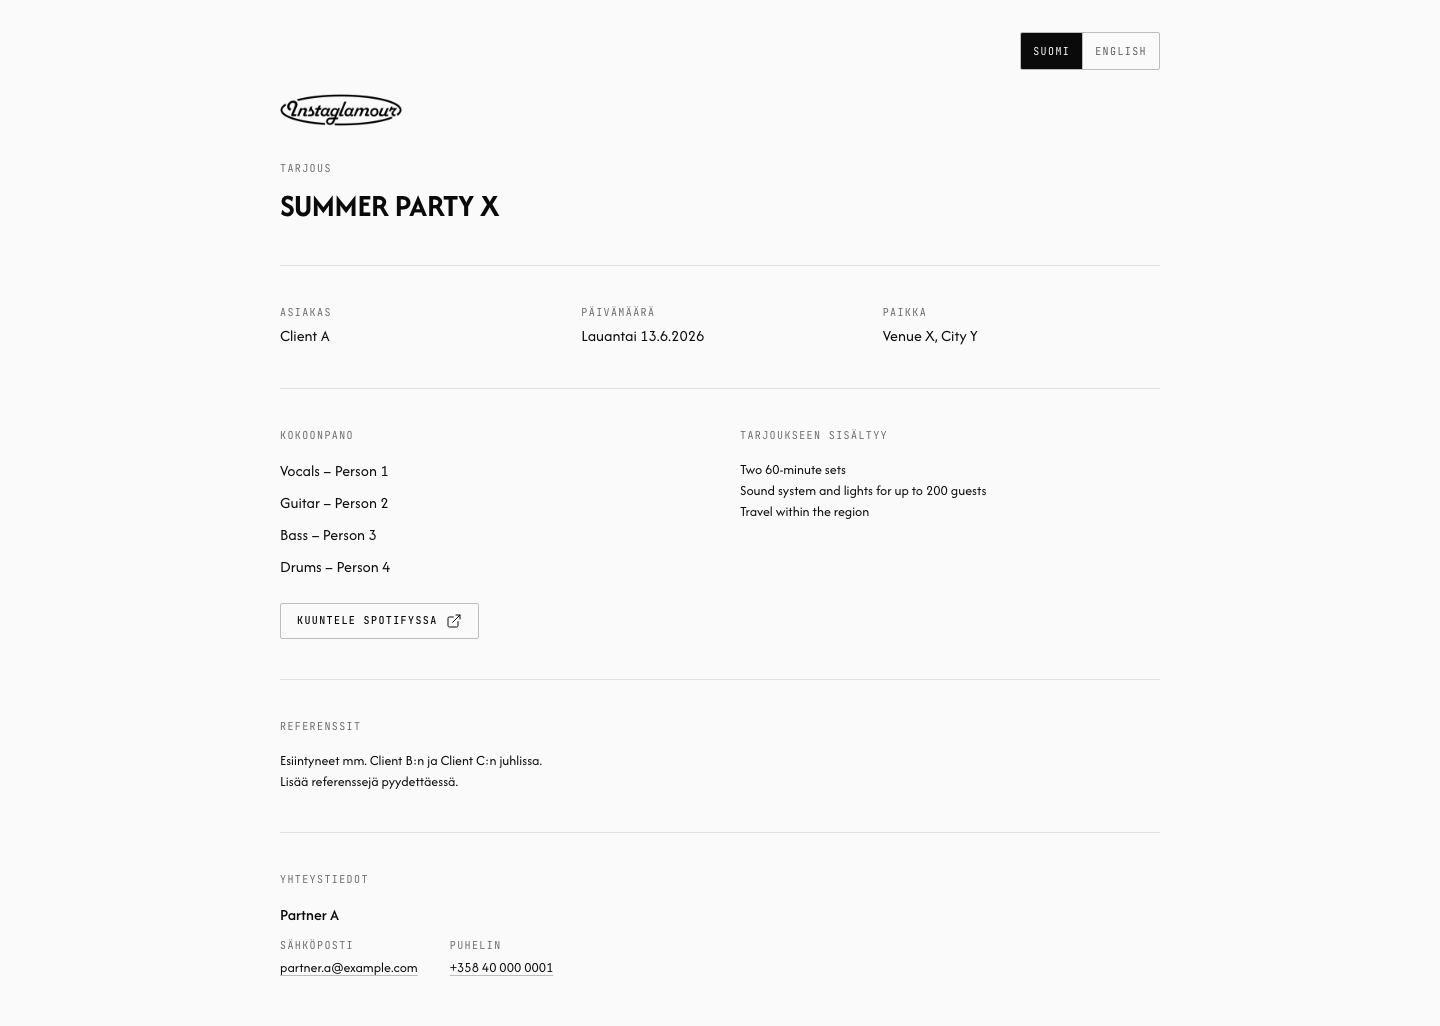 SUOMI ENGLISH
Instaglamour
TARJOUS
SUMMER PARTY X
ASIAKAS
Client A
PÄIVÄMÄÄRÄ
Lauantai 13.6.2026
PAIKKA
Venue X, City Y
KOKOONPANO
Vocals – Person 1
Guitar – Person 2
Bass – Person 3
Drums – Person 4
KUUNTELE SPOTIFYSSA
TARJOUKSEEN SISÄLTYY
Two 60-minute sets
Sound system and lights for up to 200 guests
Travel within the region
REFERENSSIT
Esiintyneet mm. Client B:n ja Client C:n juhlissa.
Lisää referenssejä pyydettäessä.
YHTEYSTIEDOT
Partner A
SÄHKÖPOSTI
partner.a@example.com
PUHELIN
+358 40 000 0001